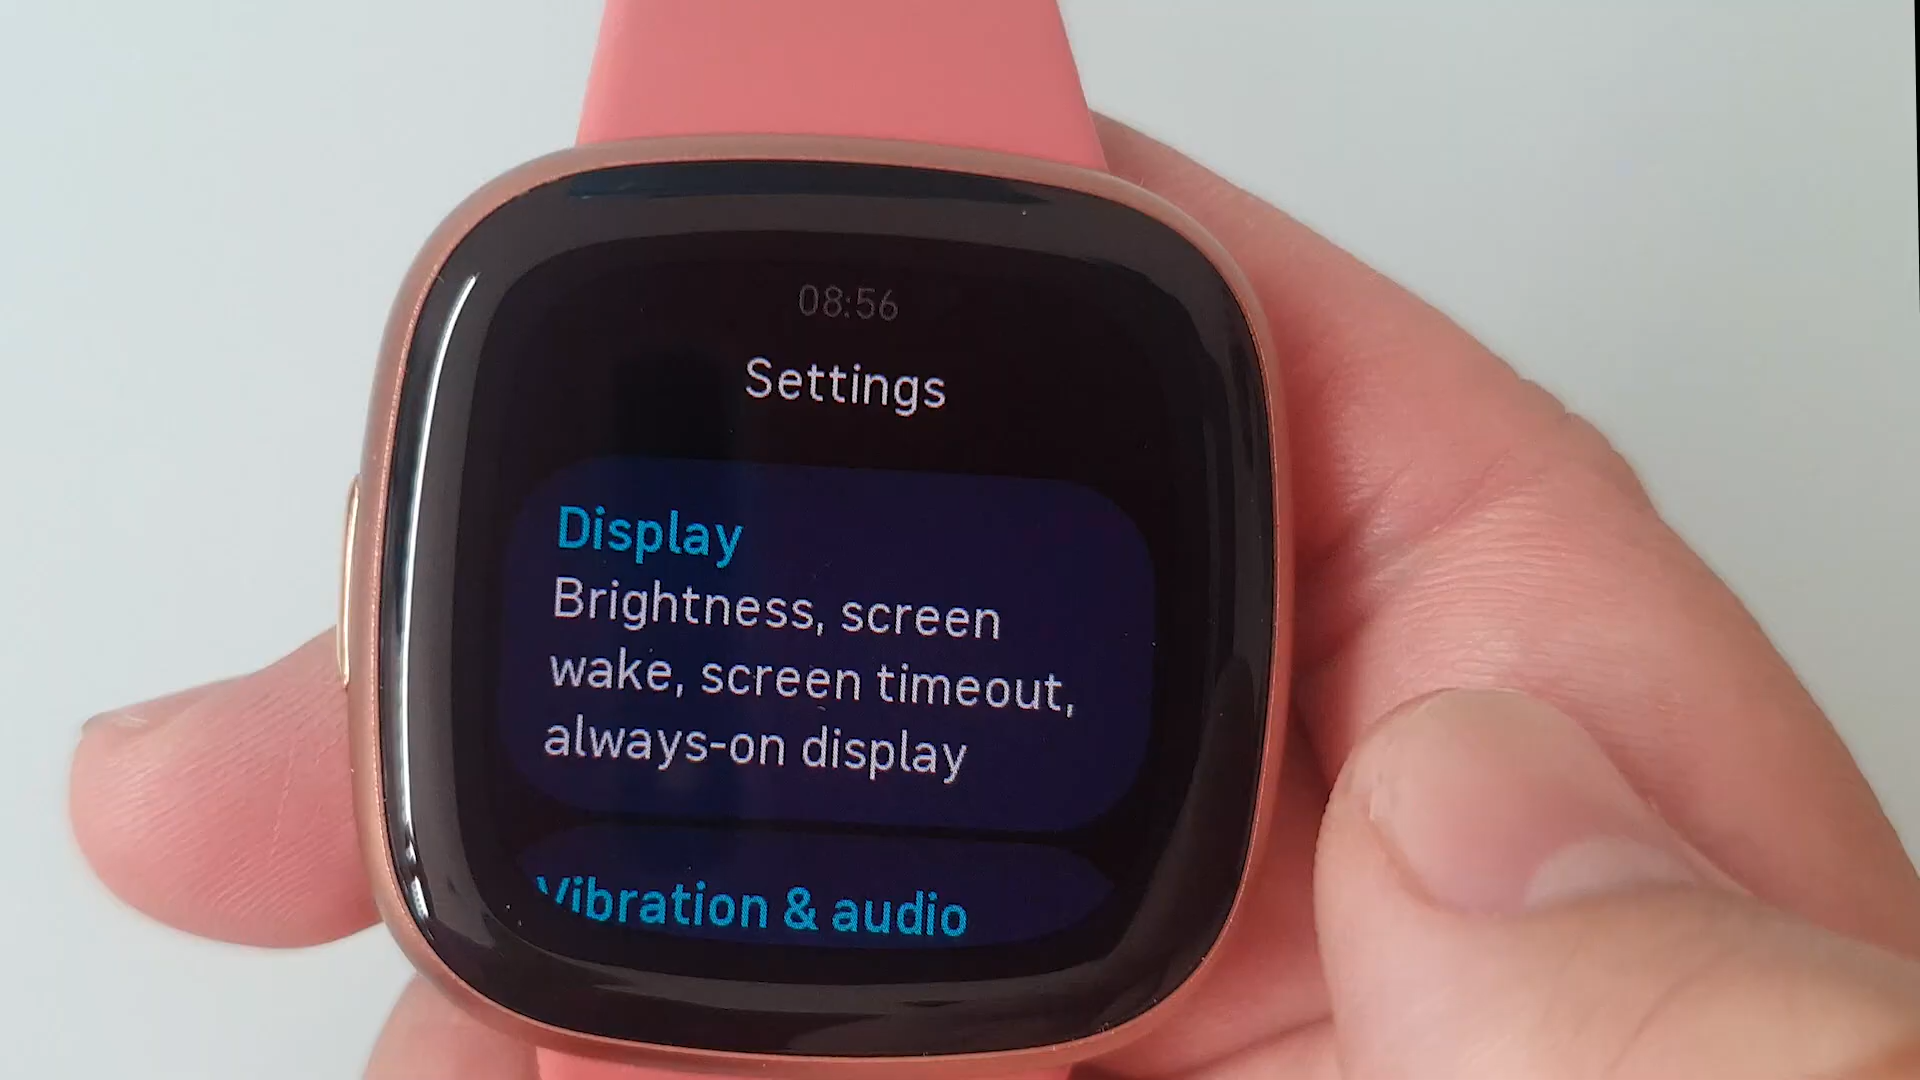 08:56
Settings
Display
Brightness, screen
wake, screen timeout,
always-on display
Vibration & audio